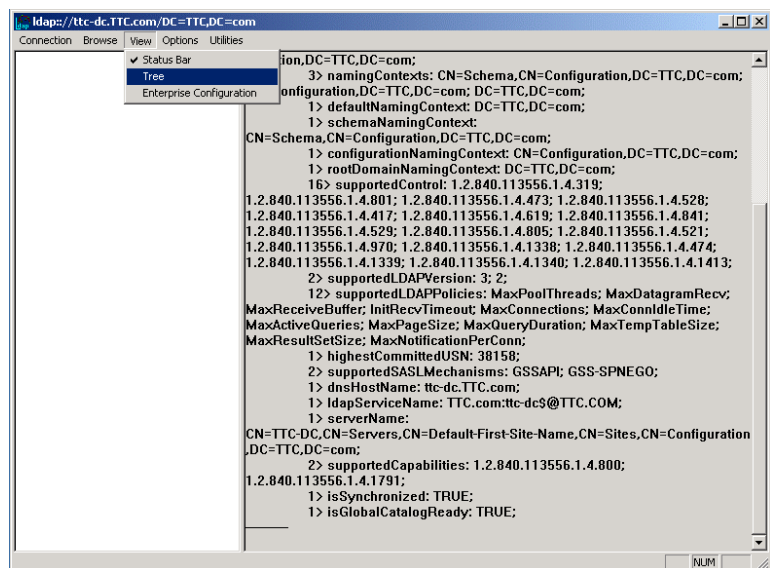 ldap://ttc-dc.TTC.com/DC=TTC,DC=com
Connection Browse View Options Utilities
Status Bar
Tree
Enterprise Configuration
ion,DC=TTC,DC=com;
3> namingContexts: CN=Schema,CN=Configuration,DC=TTC,DC=com;
onfiguration,DC=TTC,DC=com; DC=TTC,DC=com;
1> defaultNamingContext: DC=TTC,DC=com;
1> schemaNamingContext:
CN=Schema,CN=Configuration,DC=TTC,DC=com;
1> configurationNamingContext: CN=Configuration,DC=TTC,DC=com;
1> rootDomainNamingContext: DC=TTC,DC=com;
16> supportedControl: 1.2.840.113556.1.4.319;
1.2.840.113556.1.4.801; 1.2.840.113556.1.4.473; 1.2.840.113556.1.4.528;
1.2.840.113556.1.4.417; 1.2.840.113556.1.4.619; 1.2.840.113556.1.4.841;
1.2.840.113556.1.4.529; 1.2.840.113556.1.4.805; 1.2.840.113556.1.4.521;
1.2.840.113556.1.4.970; 1.2.840.113556.1.4.1338; 1.2.840.113556.1.4.474;
1.2.840.113556.1.4.1339; 1.2.840.113556.1.4.1340; 1.2.840.113556.1.4.1413;
2> supportedLDAPVersion: 3; 2;
12> supportedLDAPPolicies: MaxPoolThreads; MaxDatagramRecv;
MaxReceiveBuffer; InitRecvTimeout; MaxConnections; MaxConnIdleTime;
MaxActiveQueries; MaxPageSize; MaxQueryDuration; MaxTempTableSize;
MaxResultSetSize; MaxNotificationPerConn;
1> highestCommittedUSN: 38158;
2> supportedSASLMechanisms: GSSAPI; GSS-SPNEGO;
1> dnsHostName: ttc-dc.TTC.com;
1> ldapServiceName: TTC.com:ttc-dc$@TTC.COM;
1> serverName:
CN=TTC-DC,CN=Servers,CN=Default-First-Site-Name,CN=Sites,CN=Configuration
,DC=TTC,DC=com;
2> supportedCapabilities: 1.2.840.113556.1.4.800;
1.2.840.113556.1.4.1791;
1> isSynchronized: TRUE;
1> isGlobalCatalogReady: TRUE;
NUM